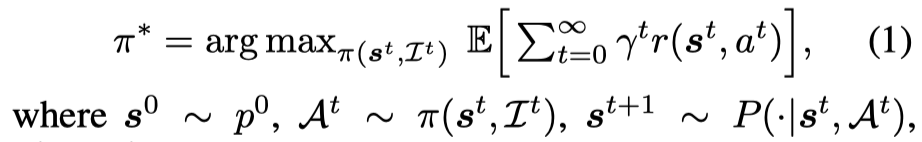 π* = arg max_{π(s^t, I^t)} E[∑_{t=0}^{∞} γ^t r(s^t, a^t)], (1)
where s^0 ∼ p^0, A^t ∼ π(s^t, I^t), s^{t+1} ∼ P(·|s^t, A^t),